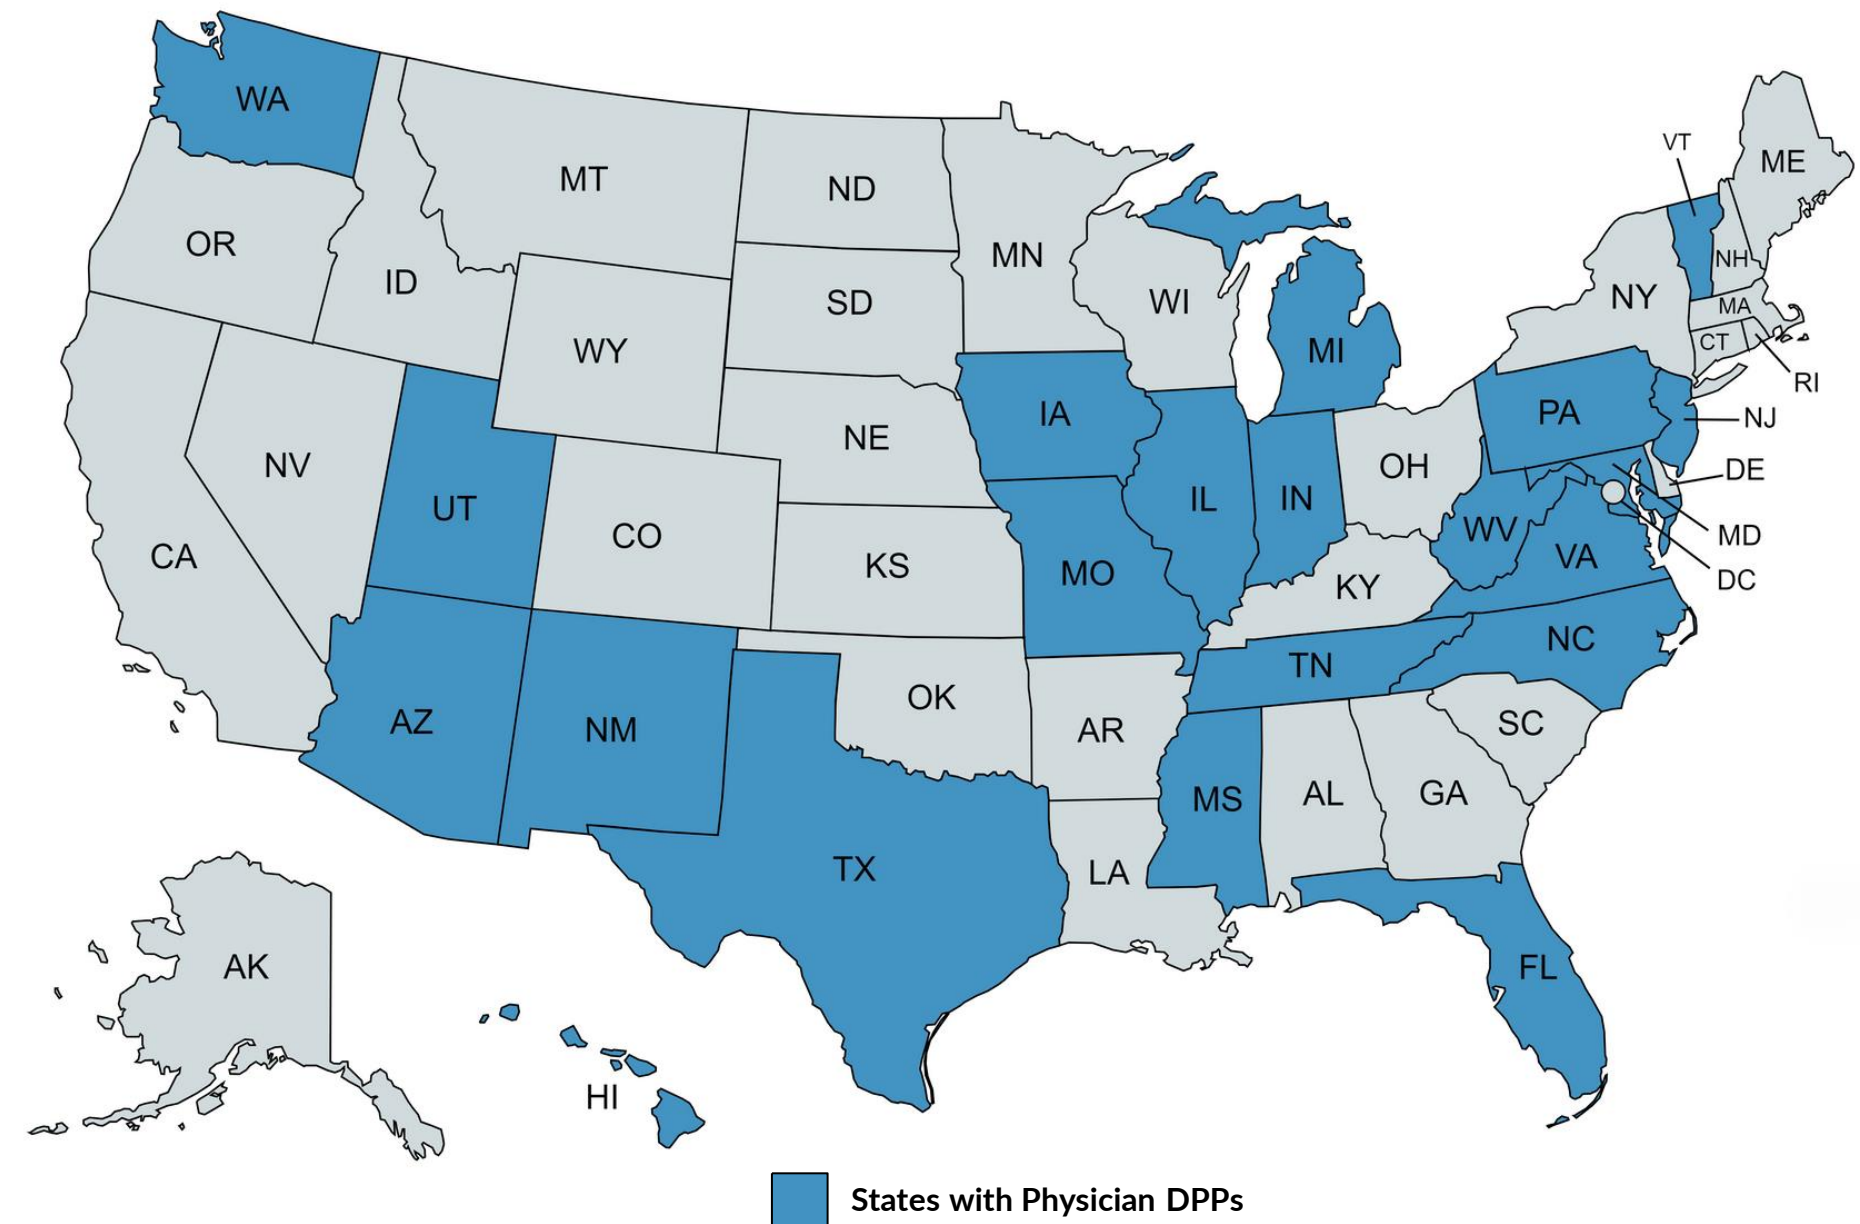 WA
VT
ME
MT
ND
OR
MN
NH
ID
SD
WI
NY
MA
WY
MI
CT
RI
IA
PA
NJ
NE
NV
OH
DE
UT
IL
IN
CO
WV
MD
CA
KS
MO
VA
DC
KY
NC
TN
OK
AZ
NM
AR
SC
MS
AL
GA
TX
LA
AK
FL
HI
States with Physician DPPs